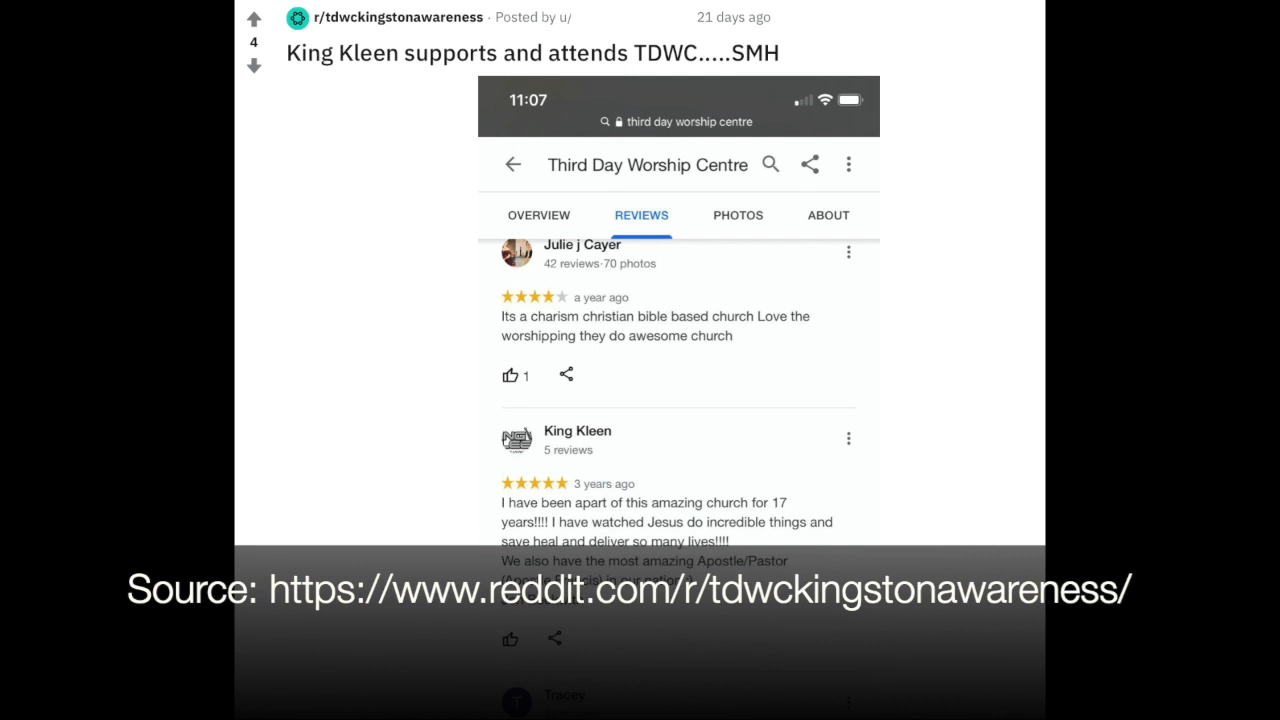 r/tdwckingstonawareness · Posted by u/ 21 days ago
4
King Kleen supports and attends TDWC.....SMH
11:07
third day worship centre
Third Day Worship Centre
OVERVIEW REVIEWS PHOTOS ABOUT
Julie j Cayer
42 reviews·70 photos
a year ago
Its a charism christian bible based church Love the
worshipping they do awesome church
1
King Kleen
5 reviews
3 years ago
I have been apart of this amazing church for 17
years!!!! I have watched Jesus do incredible things and
save heal and deliver so many lives!!!!
We also have the most amazing Apostle/Pastor
Source: https://www.reddit.com/r/tdwckingstonawareness/
T
Tracey